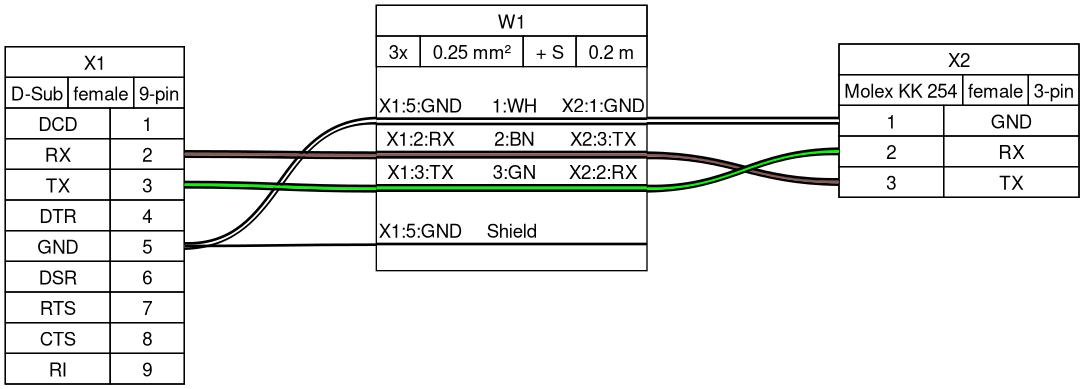 X1
D-Sub female 9-pin
DCD 1
RX 2
TX 3
DTR 4
GND 5
DSR 6
RTS 7
CTS 8
RI 9
W1
3x 0.25 mm² + S 0.2 m
X1:5:GND 1:WH X2:1:GND
X1:2:RX 2:BN X2:3:TX
X1:3:TX 3:GN X2:2:RX
X1:5:GND Shield
X2
Molex KK 254 female 3-pin
1 GND
2 RX
3 TX